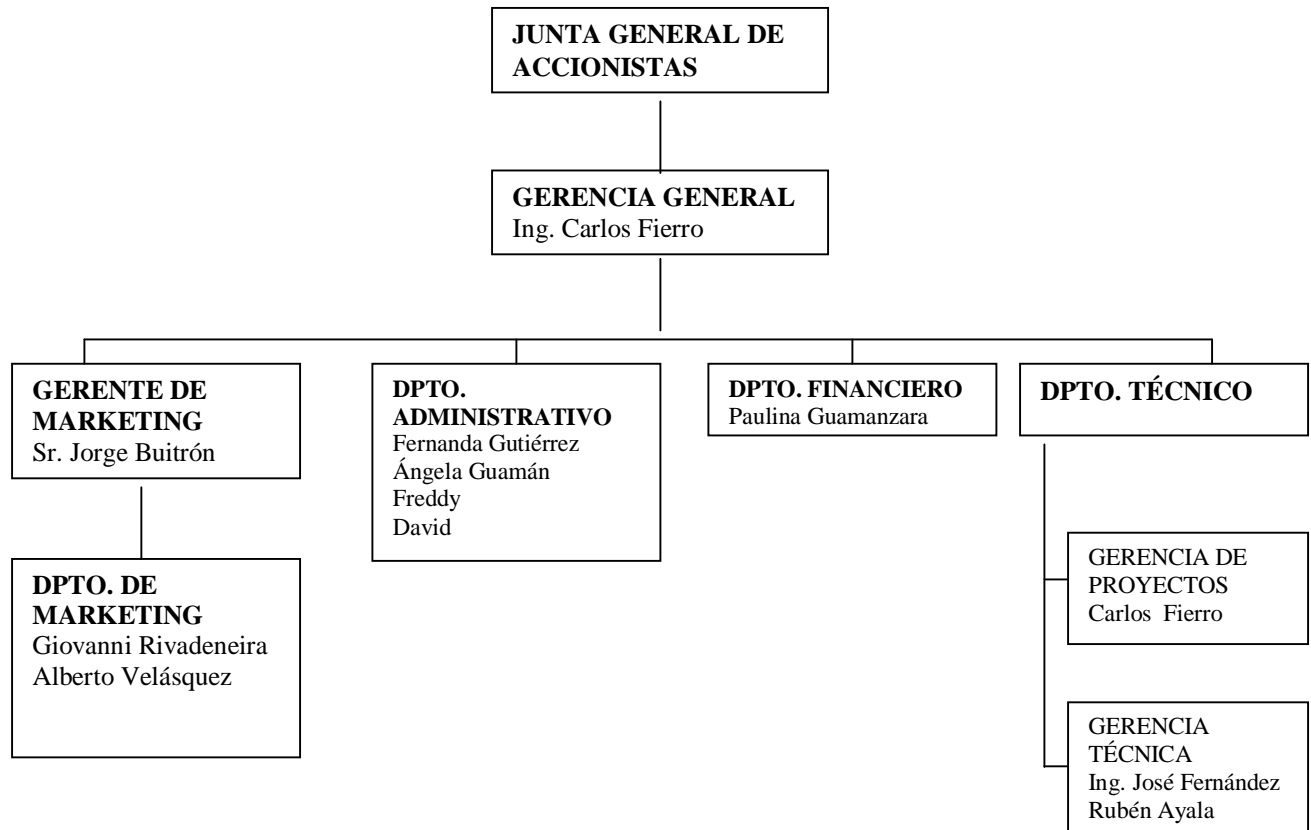 JUNTA GENERAL DE
ACCIONISTAS
GERENCIA GENERAL
Ing. Carlos Fierro
GERENTE DE
MARKETING
Sr. Jorge Buitrón
DPTO.
ADMINISTRATIVO
Fernanda Gutiérrez
Ángela Guamán
Freddy
David
DPTO. FINANCIERO
Paulina Guamanzara
DPTO. TÉCNICO
DPTO. DE
MARKETING
Giovanni Rivadeneira
Alberto Velásquez
GERENCIA DE
PROYECTOS
Carlos Fierro
GERENCIA
TÉCNICA
Ing. José Fernández
Rubén Ayala